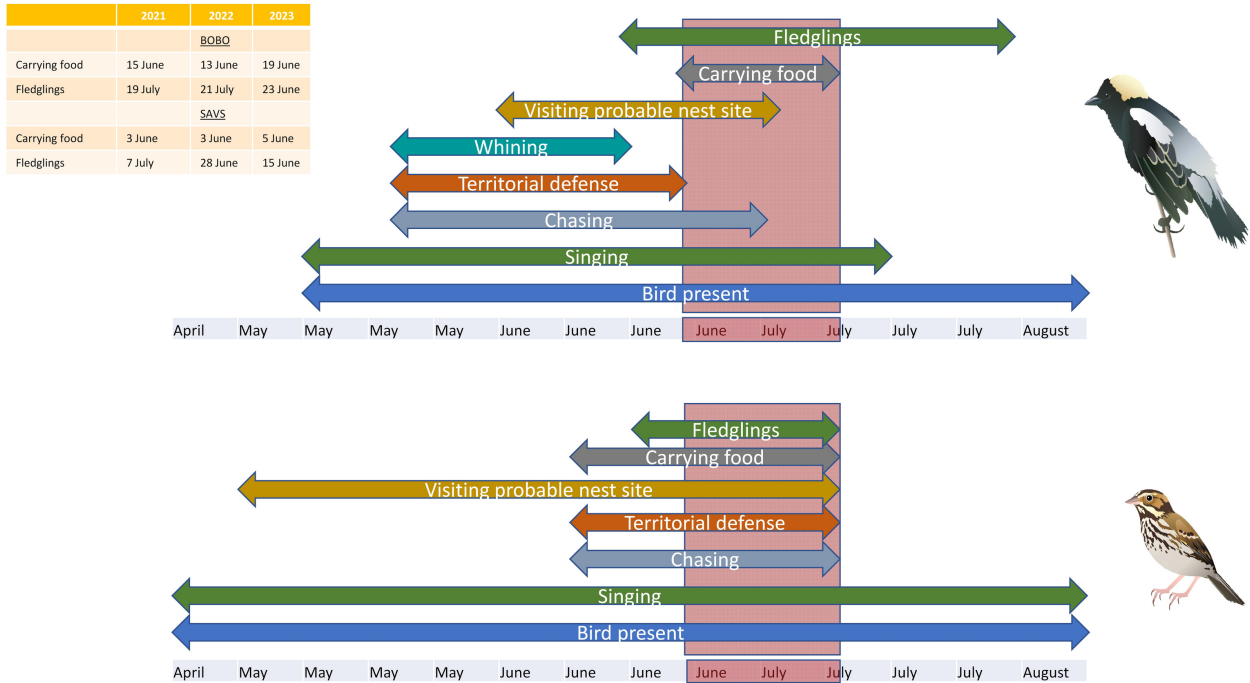 2021 2022 2023
BOBO
Carrying food 15 June 13 June 19 June
Fledglings 19 July 21 July 23 June
SAVS
Carrying food 3 June 3 June 5 June
Fledglings 7 July 28 June 15 June
Fledglings
Carrying food
Visiting probable nest site
Whining
Territorial defense
Chasing
Singing
Bird present
April May May May May June June June June July July July July August
Fledglings
Carrying food
Visiting probable nest site
Territorial defense
Chasing
Singing
Bird present
April May May May May June June June June July July July July August